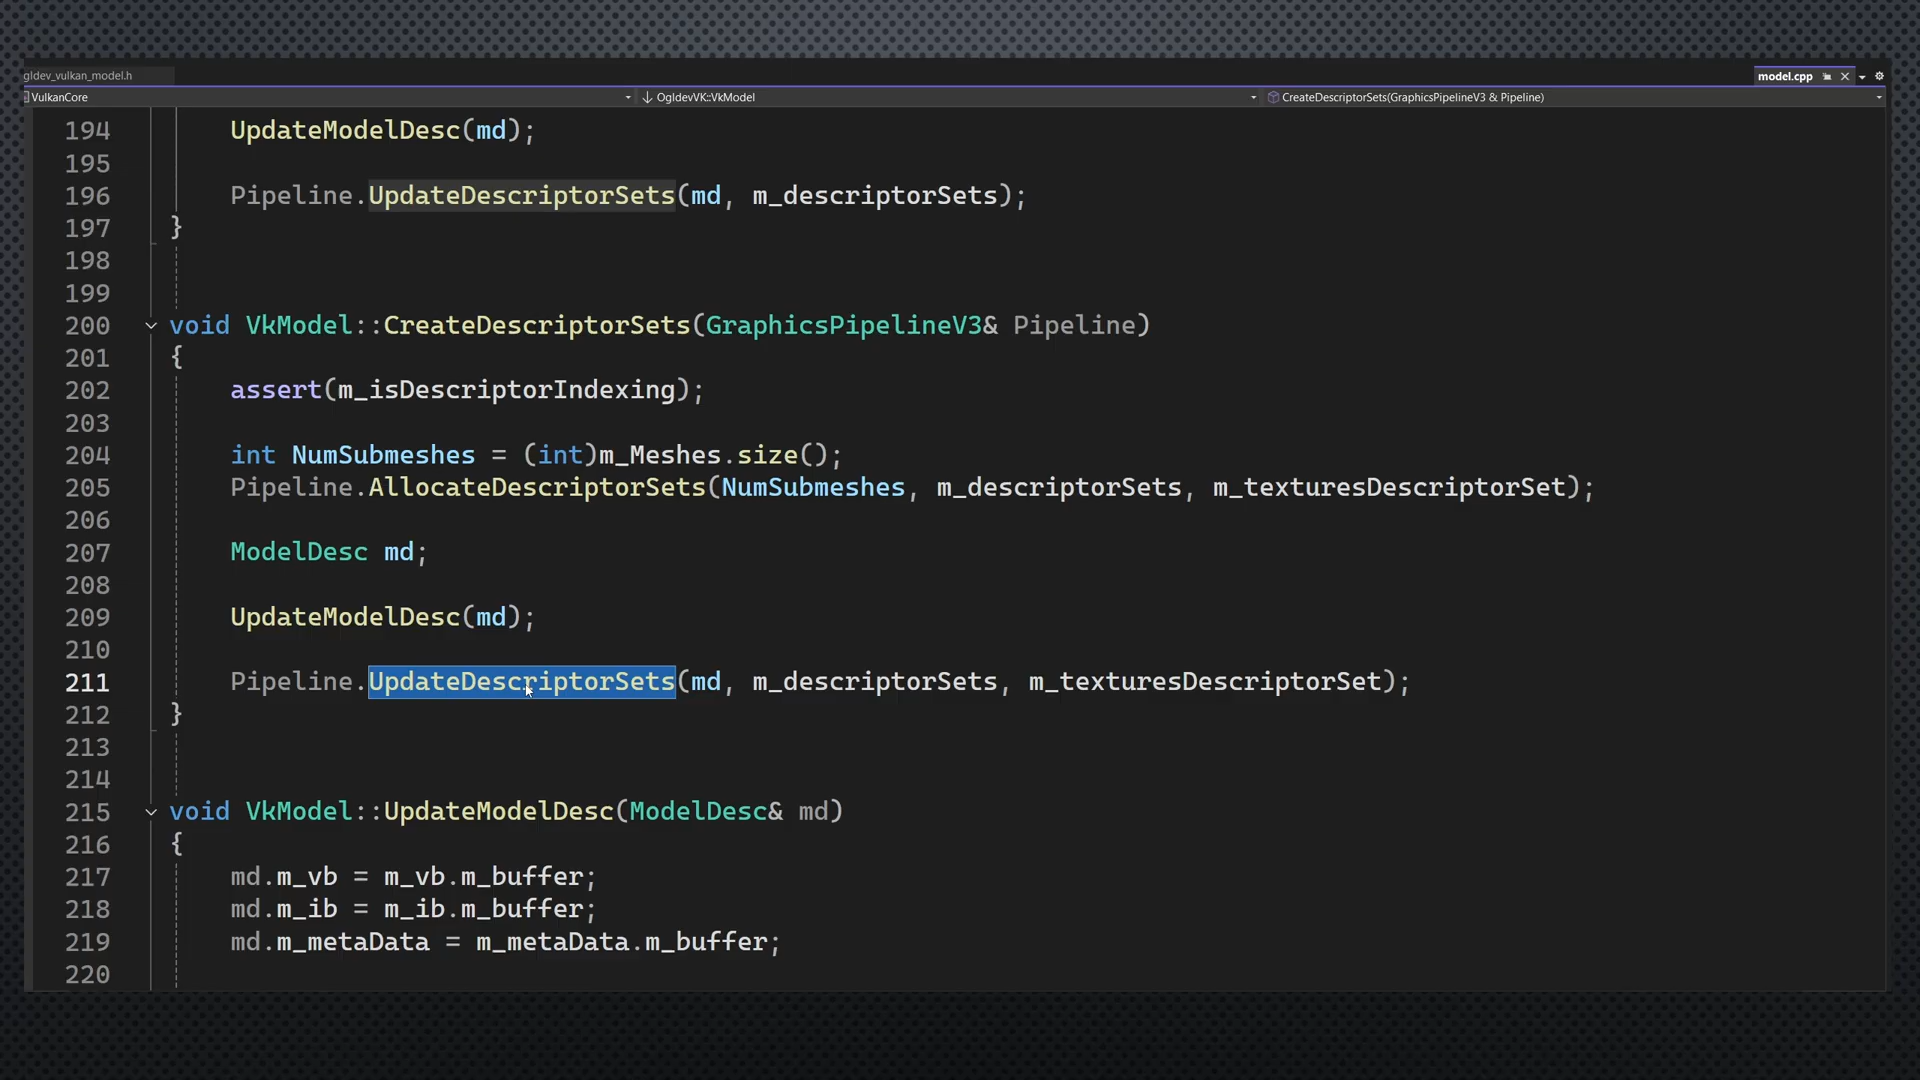 gldev_vulkan_model.h
model.cpp
VulkanCore
OgldevVK::VkModel
CreateDescriptorSets(GraphicsPipelineV3 & Pipeline)
194 UpdateModelDesc(md);
195
196 Pipeline.UpdateDescriptorSets(md, m_descriptorSets);
197 }
198
199
200 void VkModel::CreateDescriptorSets(GraphicsPipelineV3& Pipeline)
201 {
202 assert(m_isDescriptorIndexing);
203
204 int NumSubmeshes = (int)m_Meshes.size();
205 Pipeline.AllocateDescriptorSets(NumSubmeshes, m_descriptorSets, m_texturesDescriptorSet);
206
207 ModelDesc md;
208
209 UpdateModelDesc(md);
210
211 Pipeline.UpdateDescriptorSets(md, m_descriptorSets, m_texturesDescriptorSet);
212 }
213
214
215 void VkModel::UpdateModelDesc(ModelDesc& md)
216 {
217 md.m_vb = m_vb.m_buffer;
218 md.m_ib = m_ib.m_buffer;
219 md.m_metaData = m_metaData.m_buffer;
220